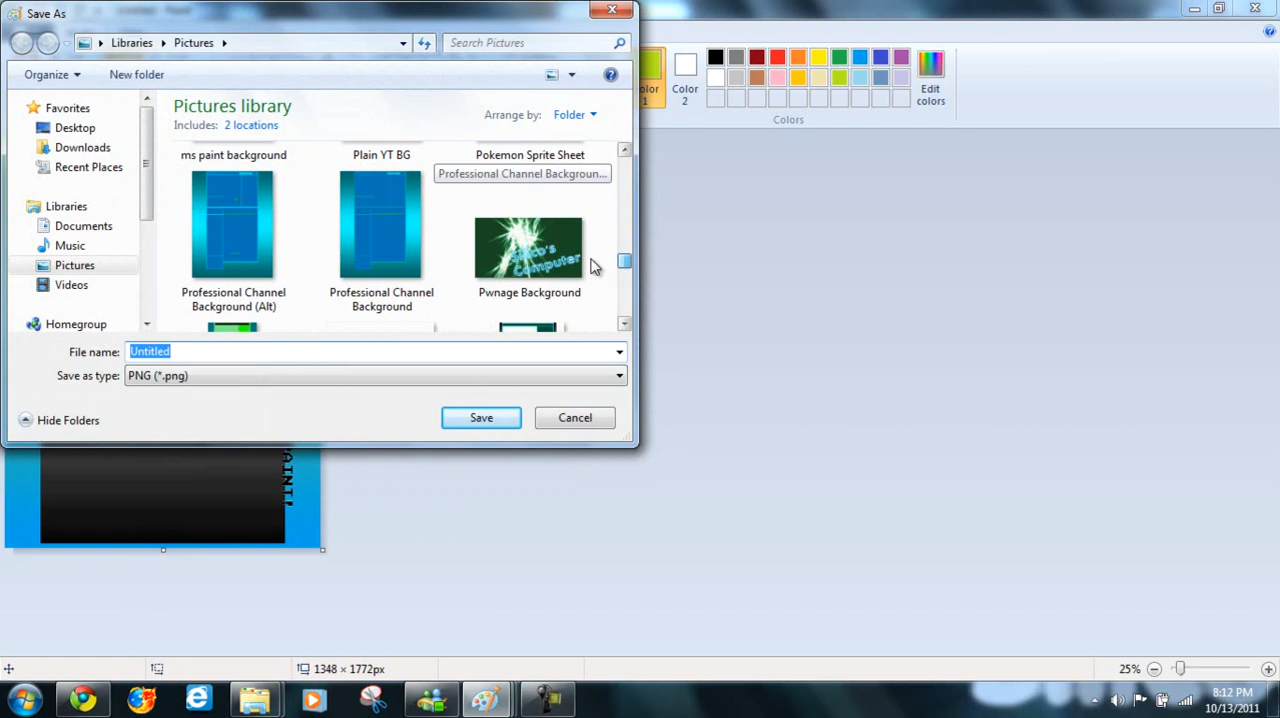 Save As
Libraries
Pictures
Search Pictures
Organize
New folder
Favorites
Desktop
Downloads
Recent Places
Libraries
Documents
Music
Pictures
Videos
Homegroup
Pictures library
Includes: 2 locations
Arrange by: Folder
ms paint background
Plain YT BG
Pokemon Sprite Sheet
Professional Channel Backgroun...
Computer
Professional Channel
Background (Alt)
Professional Channel
Background
Pwnage Background
File name: Untitled
Save as type: PNG (*.png)
Hide Folders
Save
Cancel
Color
2
Edit
colors
Colors
PAINT!
1348 × 1772px
25%
8:12 PM
10/13/2011